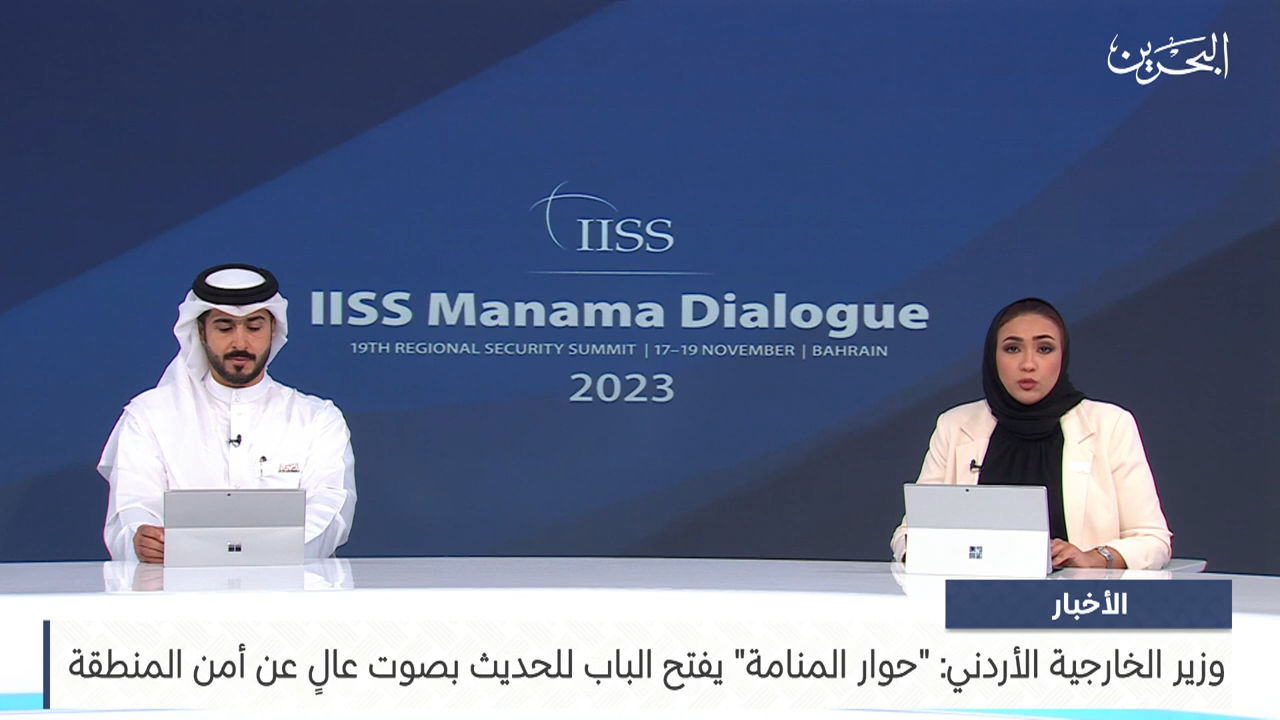 البحرين
IISS
IISS Manama Dialogue
19TH REGIONAL SECURITY SUMMIT | 17–19 NOVEMBER | BAHRAIN
2023
الأخبار
وزير الخارجية الأردني: "حوار المنامة" يفتح الباب للحديث بصوت عالٍ عن أمن المنطقة